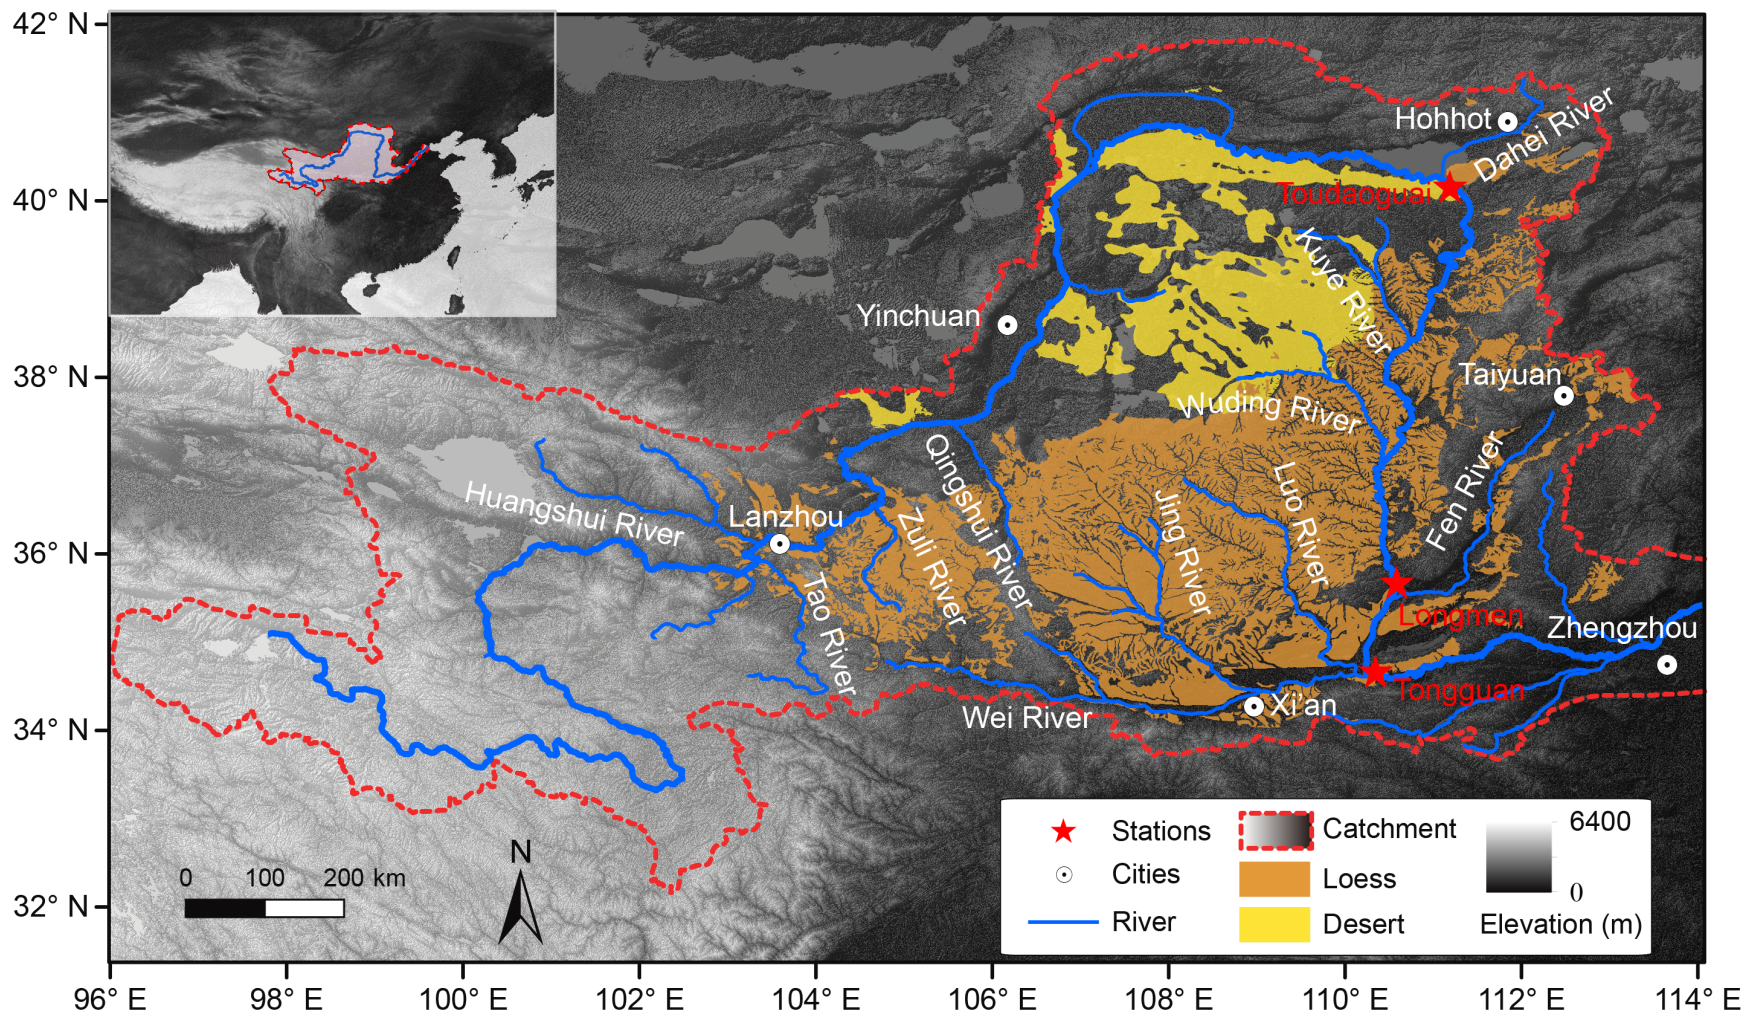 42° N
40° N
38° N
36° N
34° N
32° N
Hohhot
Dahei River
Toudaoguai
Kuye River
Yinchuan
Taiyuan
Wuding River
Qingshui River
Fen River
Huangshui River
Lanzhou
Zuli River
Jing River
Luo River
Tao River
Longmen
Zhengzhou
Tongguan
Wei River
Xi'an
N
0 100 200 km
Stations
Cities
River
Catchment
Loess
Desert
6400
0
Elevation (m)
96° E 98° E 100° E 102° E 104° E 106° E 108° E 110° E 112° E 114° E